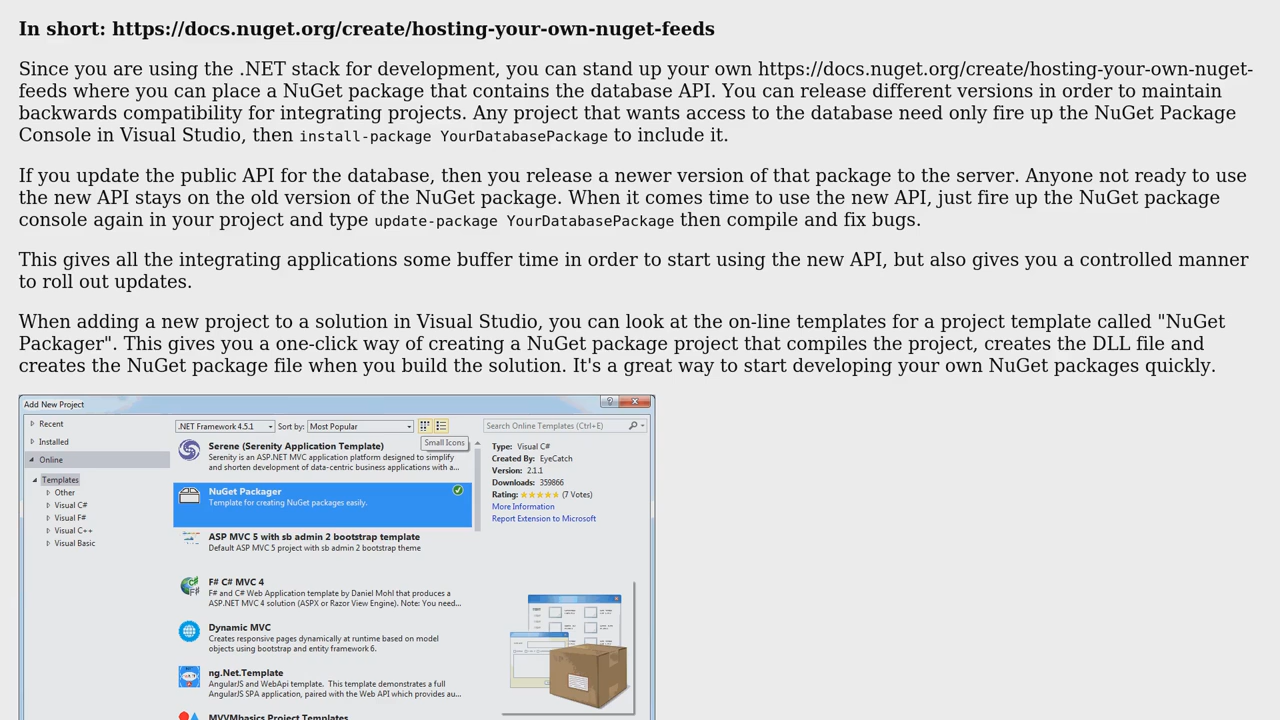 In short: https://docs.nuget.org/create/hosting-your-own-nuget-feeds
Since you are using the .NET stack for development, you can stand up your own https://docs.nuget.org/create/hosting-your-own-nuget-
feeds where you can place a NuGet package that contains the database API. You can release different versions in order to maintain
backwards compatibility for integrating projects. Any project that wants access to the database need only fire up the NuGet Package
Console in Visual Studio, then install-package YourDatabasePackage to include it.
If you update the public API for the database, then you release a newer version of that package to the server. Anyone not ready to use
the new API stays on the old version of the NuGet package. When it comes time to use the new API, just fire up the NuGet package
console again in your project and type update-package YourDatabasePackage then compile and fix bugs.
This gives all the integrating applications some buffer time in order to start using the new API, but also gives you a controlled manner
to roll out updates.
When adding a new project to a solution in Visual Studio, you can look at the on-line templates for a project template called "NuGet
Packager". This gives you a one-click way of creating a NuGet package project that compiles the project, creates the DLL file and
creates the NuGet package file when you build the solution. It's a great way to start developing your own NuGet packages quickly.
Add New Project
Recent
Installed
Online
Templates
Other
Visual C#
Visual F#
Visual C++
Visual Basic
.NET Framework 4.5.1 Sort by: Most Popular
Small Icons
Search Online Templates (Ctrl+E)
Serene (Serenity Application Template)
Serenity is an ASP.NET MVC application platform designed to simplify
and shorten development of data-centric business applications with a...
NuGet Packager
Template for creating NuGet packages easily.
ASP MVC 5 with sb admin 2 bootstrap template
Default ASP MVC 5 project with sb admin 2 bootstrap theme
F# C# MVC 4
F# and C# Web Application template by Daniel Mohl that produces a
ASP.NET MVC 4 solution (ASPX or Razor View Engine). Note: You need...
Dynamic MVC
Creates responsive pages dynamically at runtime based on model
objects using bootstrap and entity framework 6.
ng.Net.Template
AngularJS and WebApi template. This template demonstrates a full
AngularJS SPA application, paired with the Web API which provides au...
MVVMbasics Project Templates
Type: Visual C#
Created By: EyeCatch
Version: 2.1.1
Downloads: 359866
Rating: (7 Votes)
More Information
Report Extension to Microsoft